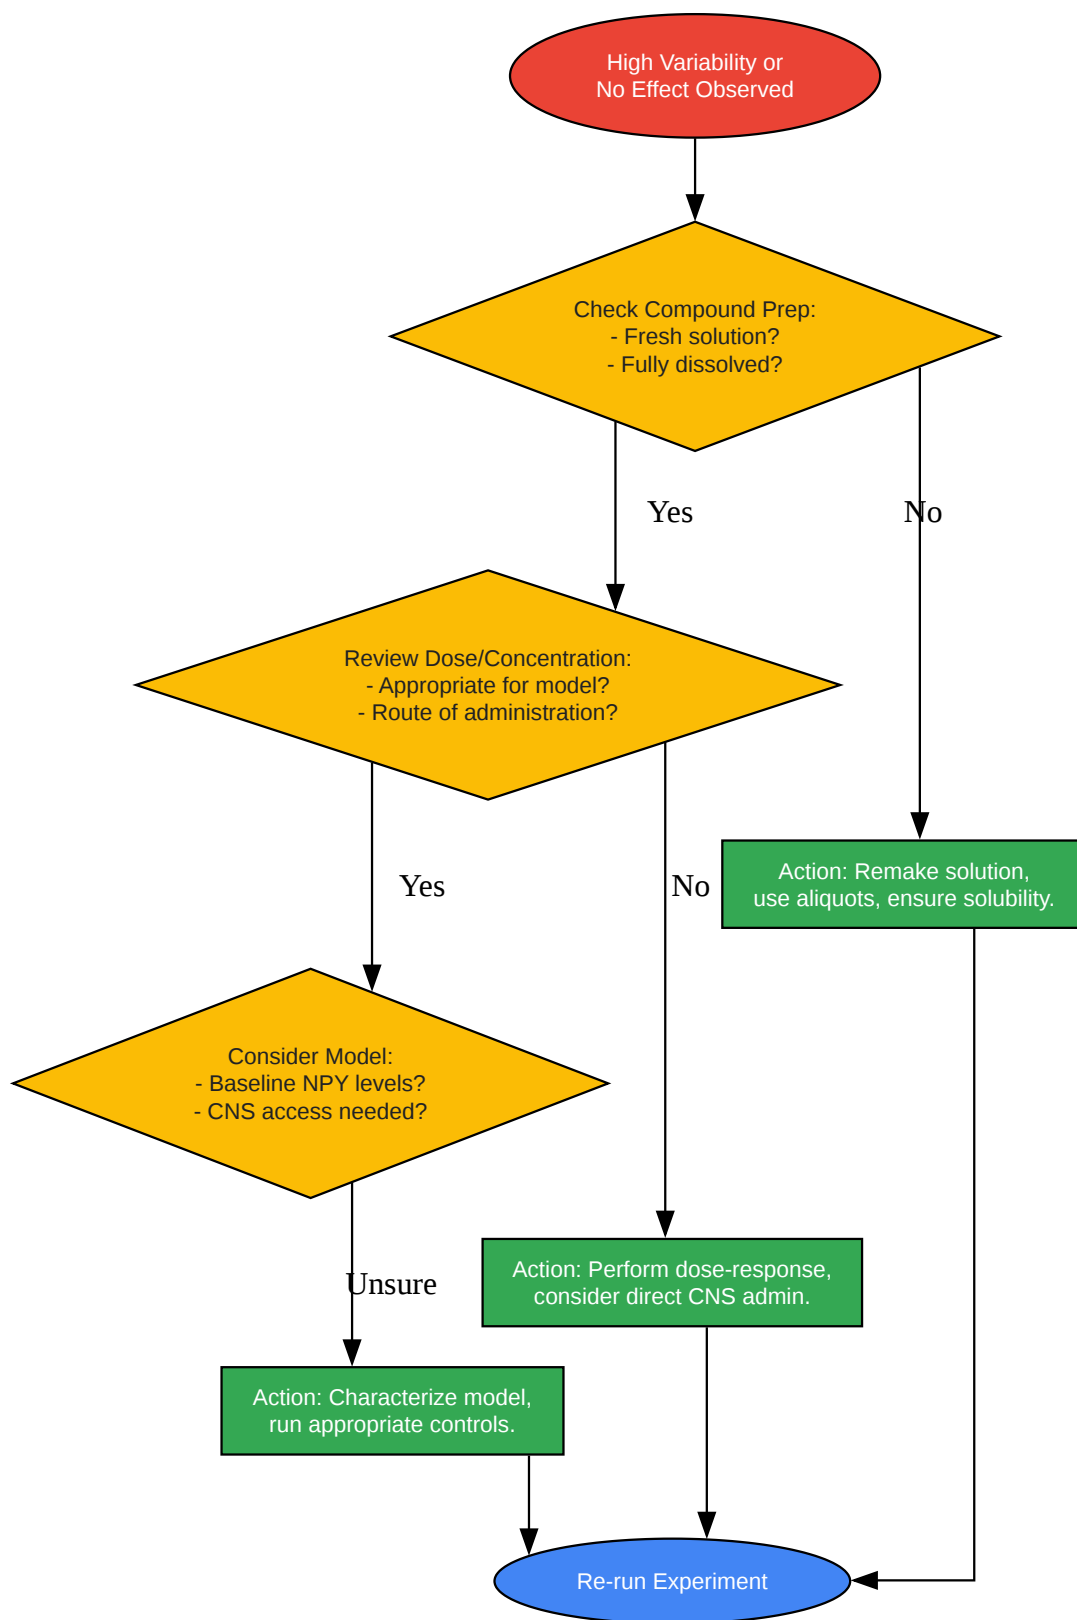 High Variability or
No Effect Observed
Check Compound Prep:
- Fresh solution?
- Fully dissolved?
Yes
No
Review Dose/Concentration:
- Appropriate for model?
- Route of administration?
Action: Remake solution,
use aliquots, ensure solubility.
Yes
No
Consider Model:
- Baseline NPY levels?
- CNS access needed?
Action: Perform dose-response,
consider direct CNS admin.
Unsure
Action: Characterize model,
run appropriate controls.
Re-run Experiment